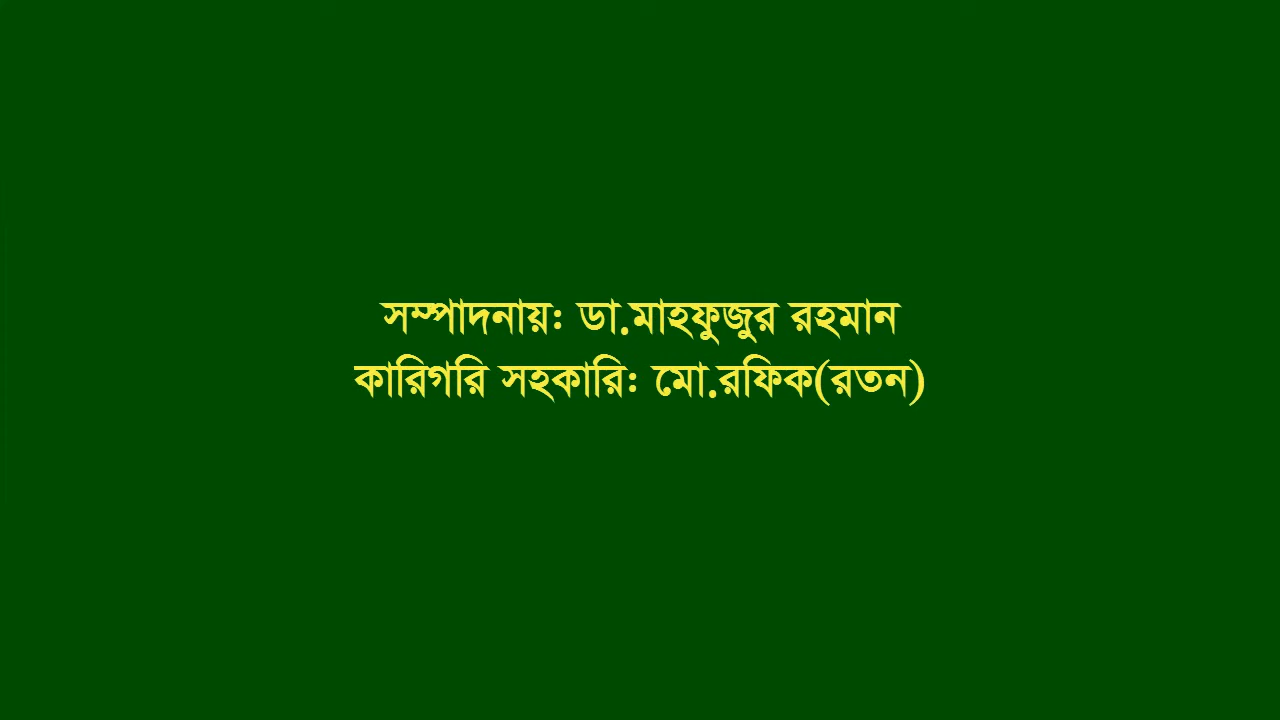 সম্পাদনায়ঃ ডা.মাহফুজুর রহমান
কারিগরি সহকারিঃ মো.রফিক(রতন)